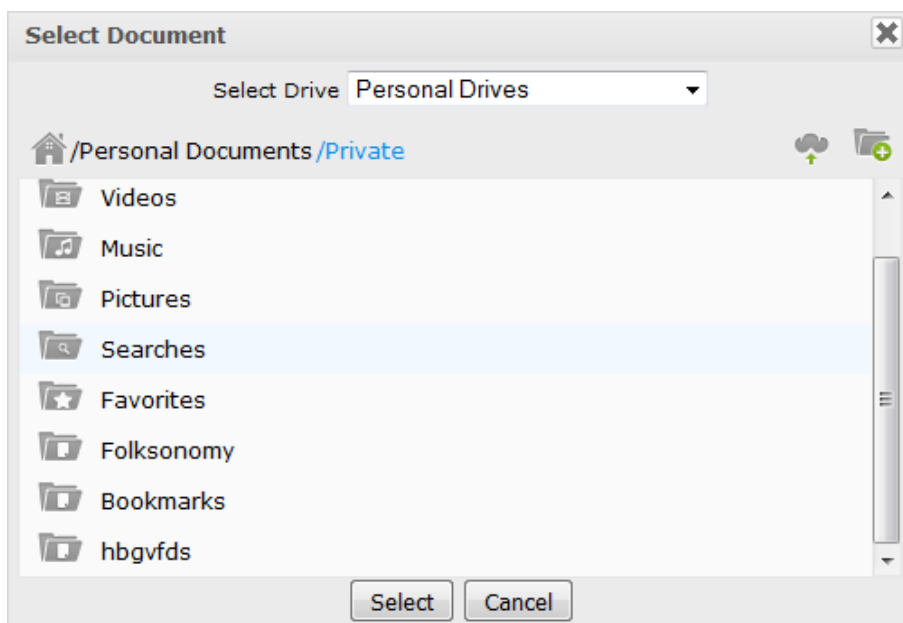 Select Document
Select Drive Personal Drives
/Personal Documents /Private
Videos
Music
Pictures
Searches
Favorites
Folksonomy
Bookmarks
hbgvfds
Select Cancel